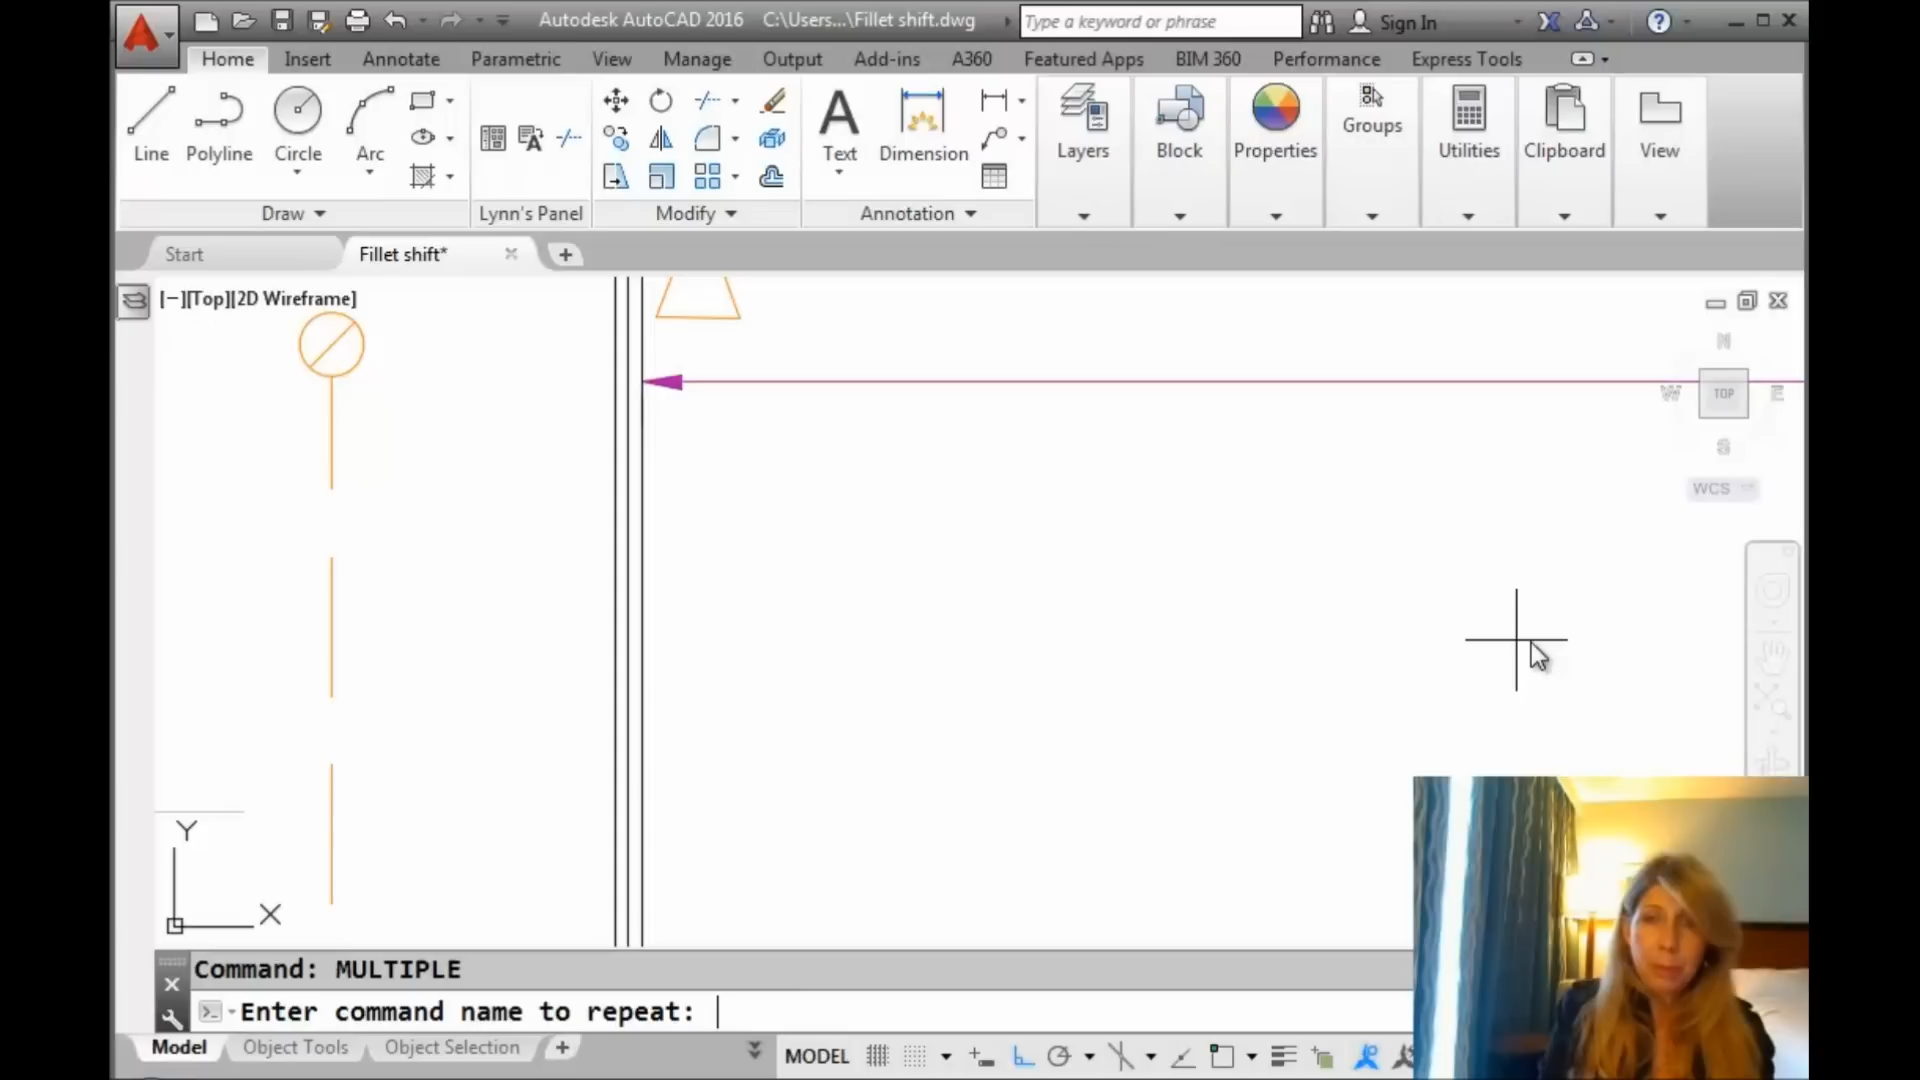 Autodesk AutoCAD 2016 C:\Users...\Fillet shift.dwg
Type a keyword or phrase
Sign In
Home Insert Annotate Parametric View Manage Output Add-ins A360 Featured Apps BIM 360 Performance Express Tools
Line Polyline Circle Arc
Text Dimension
Layers Block Properties Groups Utilities Clipboard View
Draw Lynn's Panel Modify Annotation
Start Fillet shift*
[−][Top][2D Wireframe]
N
W TOP E
S
WCS
Y
X
Command: MULTIPLE
Enter command name to repeat:
Model Object Tools Object Selection
MODEL